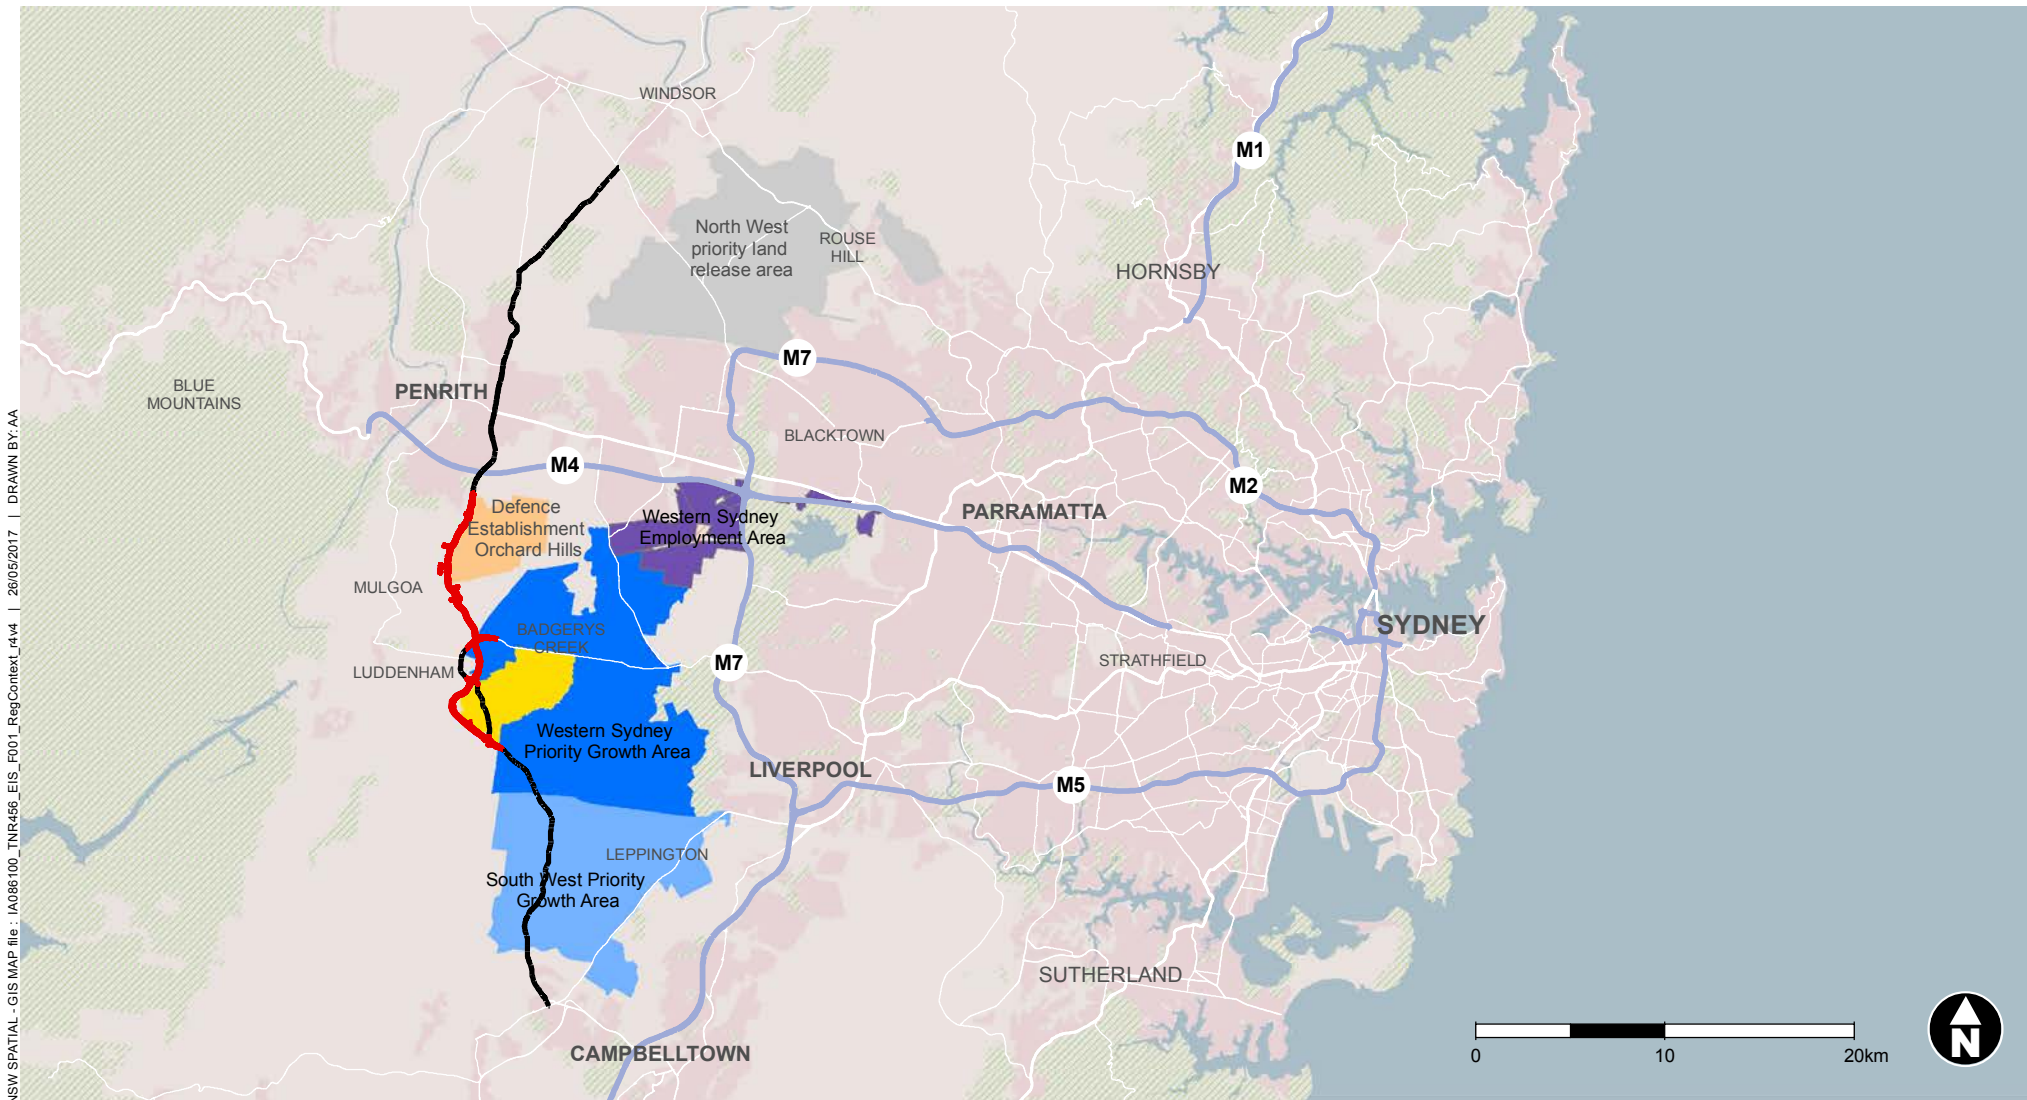 WINDSOR
M1
North West
priority land
release area
ROUSE
HILL
HORNSBY
M7
BLUE
MOUNTAINS
PENRITH
BLACKTOWN
M4
M2
Defence
Establishment
Orchard Hills
Western Sydney
Employment Area
PARRAMATTA
MULGOA
BADGERYS
CREEK
SYDNEY
LUDDENHAM
M7
STRATHFIELD
Western Sydney
Priority Growth Area
LIVERPOOL
M5
LEPPINGTON
South West Priority
Growth Area
SUTHERLAND
CAMPBELLTOWN
0 10 20km
N
NSW SPATIAL - GIS MAP file : IA086100_TNR456_EIS_F001_RegContext_r4v4 | 26/05/2017 | DRAWN BY: AA